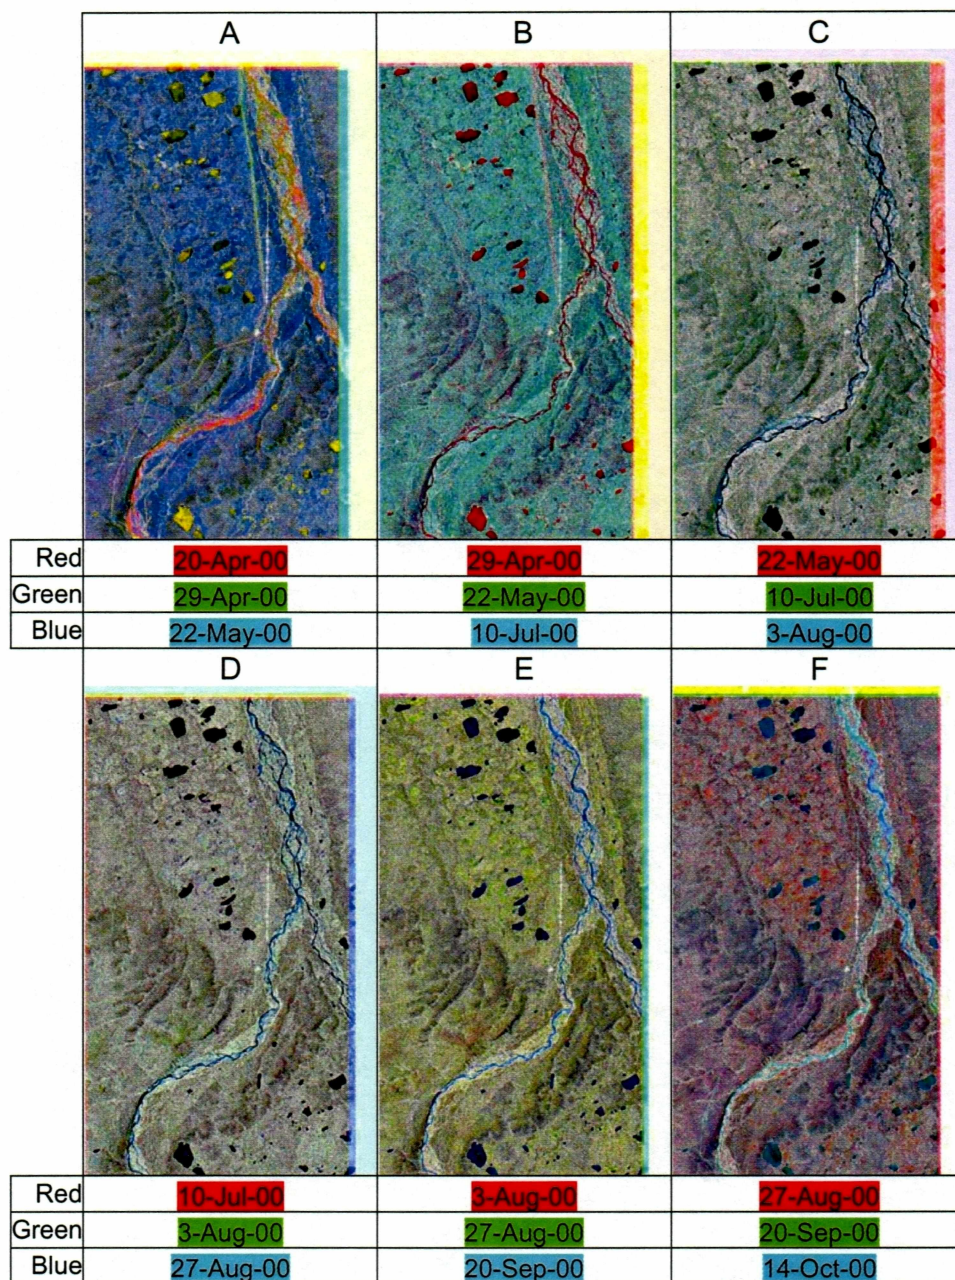 A B C
Red 20-Apr-00 29-Apr-00 22-May-00
Green 29-Apr-00 22-May-00 10-Jul-00
Blue 22-May-00 10-Jul-00 3-Aug-00
D E F
Red 10-Jul-00 3-Aug-00 27-Aug-00
Green 3-Aug-00 27-Aug-00 20-Sep-00
Blue 27-Aug-00 20-Sep-00 14-Oct-00